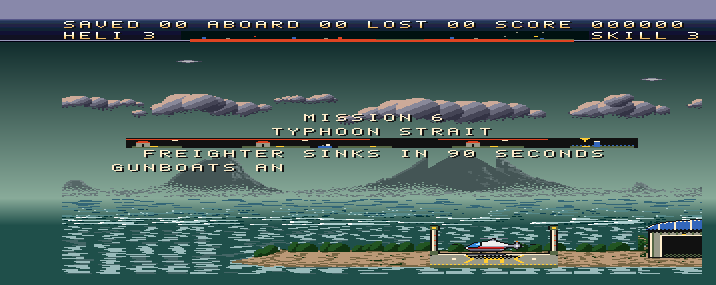 SAVED 00 ABOARD 00 LOST 00 SCORE 000000
HELI 3 SKILL 3
MISSION 6
TYPHOON STRAIT
FREIGHTER SINKS IN 90 SECONDS
GUNBOATS AN